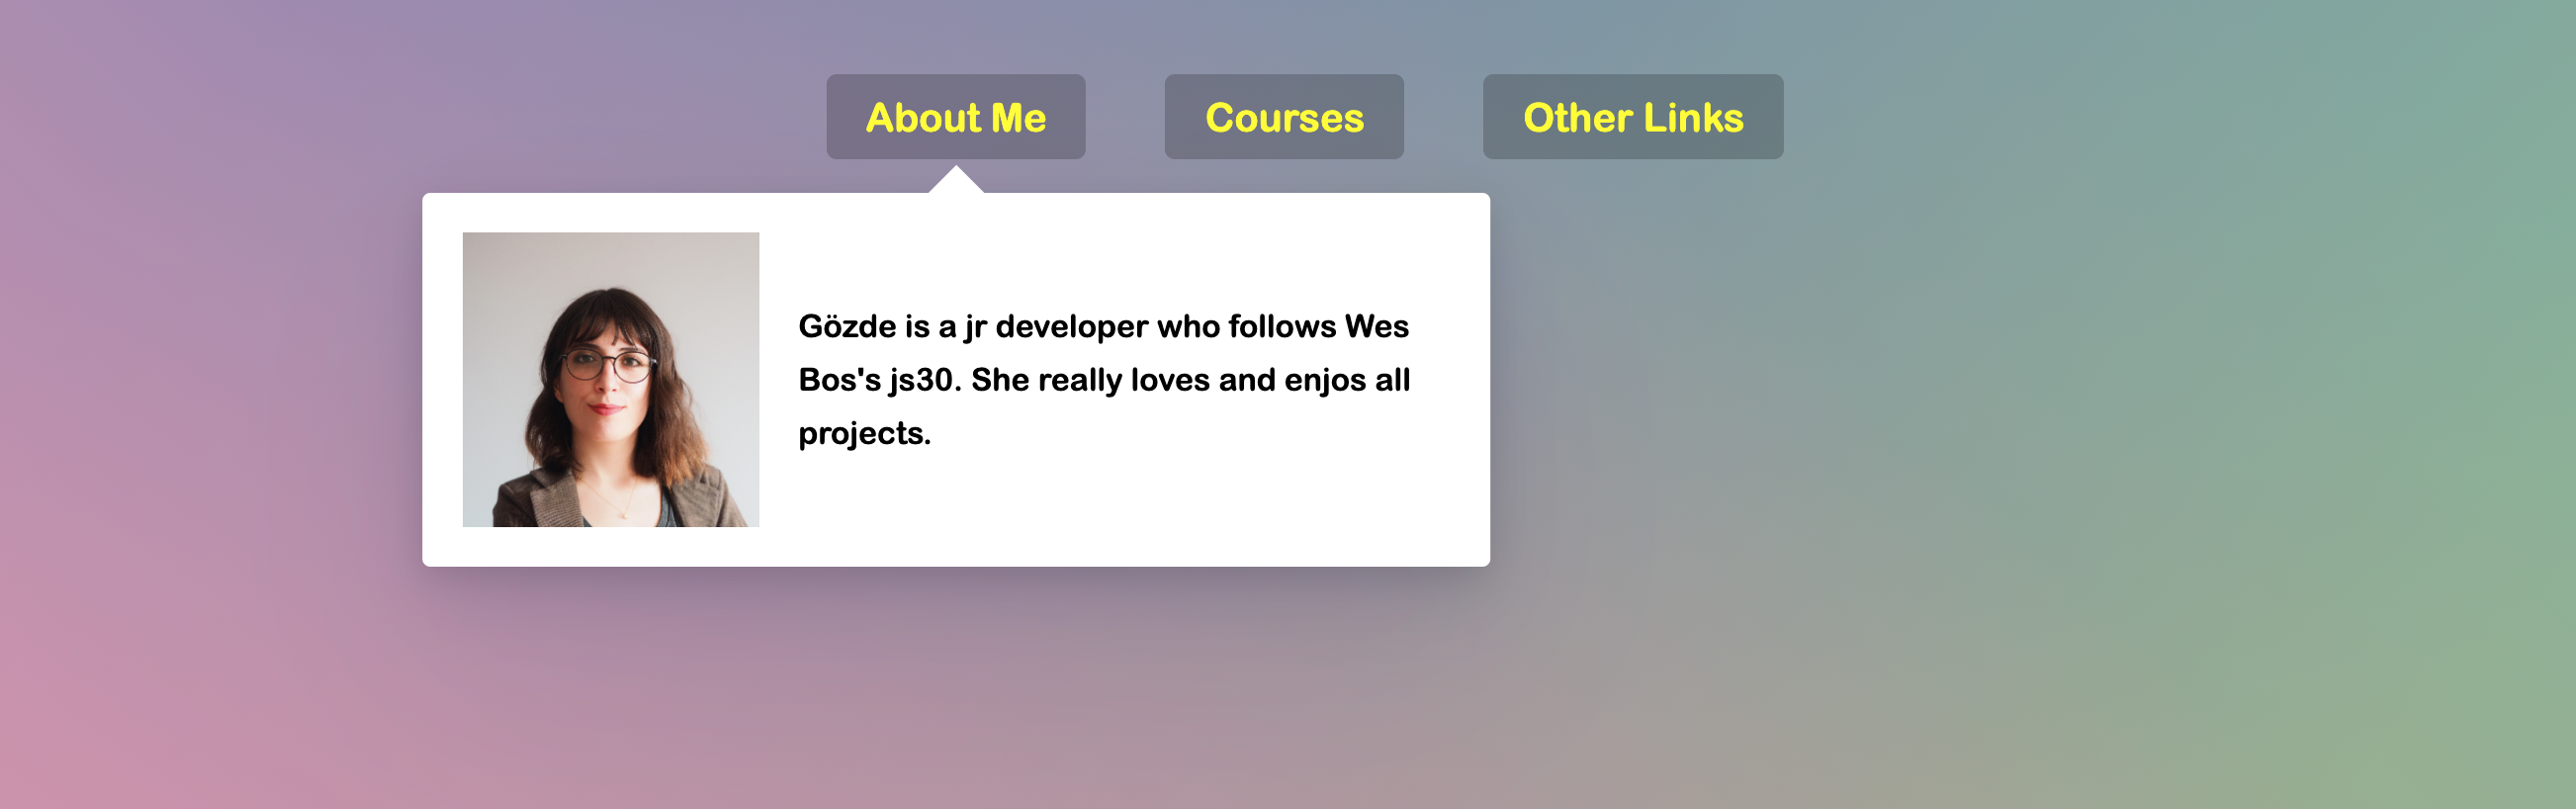 About Me
Courses
Other Links
Gözde is a jr developer who follows Wes
Bos's js30. She really loves and enjos all
projects.